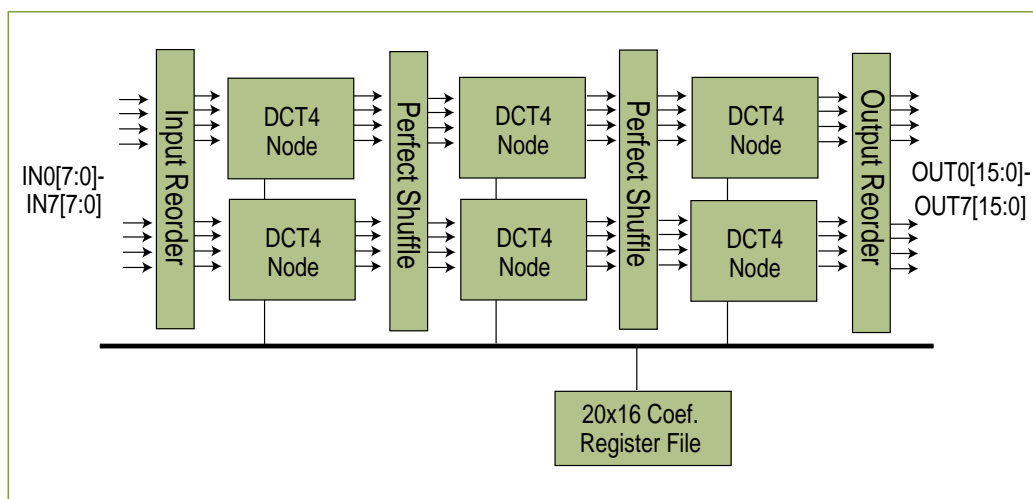 IN0[7:0]-
IN7[7:0]
Input Reorder
DCT4
Node
DCT4
Node
Perfect Shuffle
DCT4
Node
DCT4
Node
Perfect Shuffle
DCT4
Node
DCT4
Node
Output Reorder
OUT0[15:0]-
OUT7[15:0]
20x16 Coef.
Register File